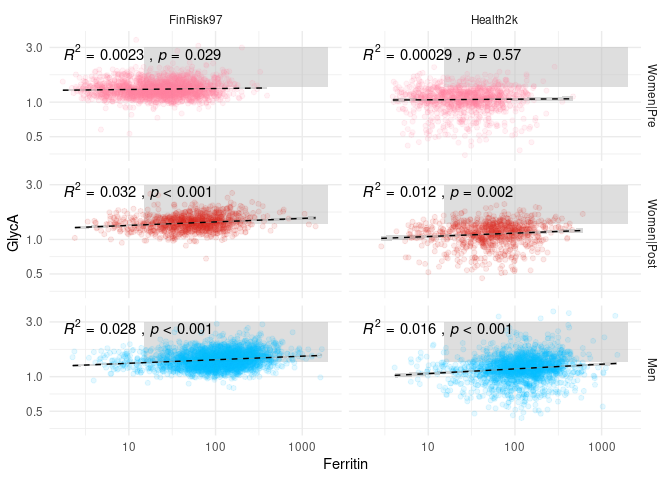 FinRisk97 Health2k
R² = 0.0023 , p = 0.029 R² = 0.00029 , p = 0.57
3.0
1.0
0.5
Women|Pre
R² = 0.032 , p < 0.001 R² = 0.012 , p = 0.002
3.0
1.0
0.5
Women|Post
GlycA
R² = 0.028 , p < 0.001 R² = 0.016 , p < 0.001
3.0
1.0
0.5
Men
10 100 1000 10 100 1000
Ferritin